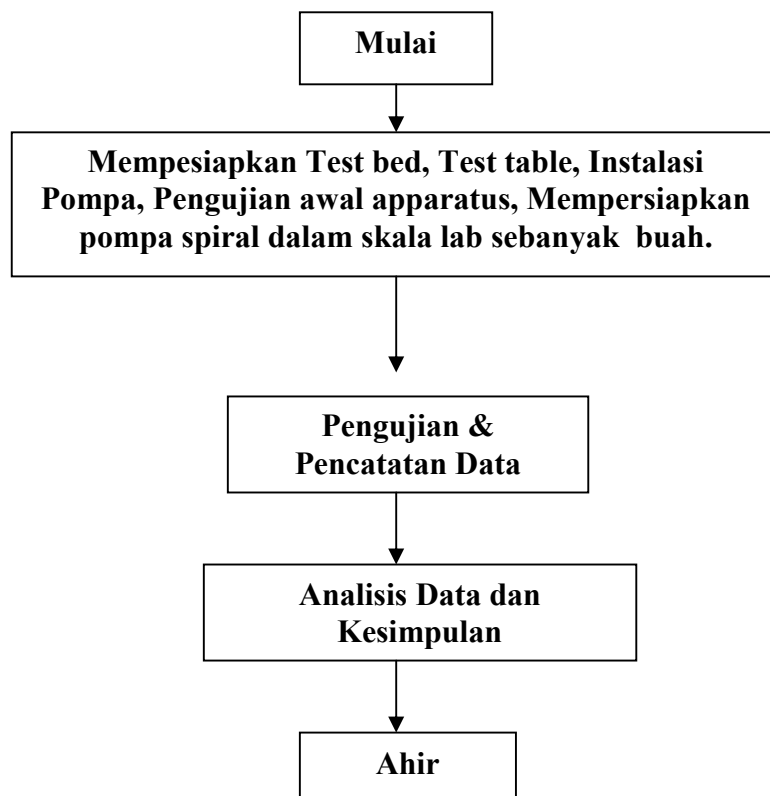 Mulai
Mempesiapkan Test bed, Test table, Instalasi
Pompa, Pengujian awal apparatus, Mempersiapkan
pompa spiral dalam skala lab sebanyak  buah.
Pengujian &
Pencatatan Data
Analisis Data dan
Kesimpulan
Ahir